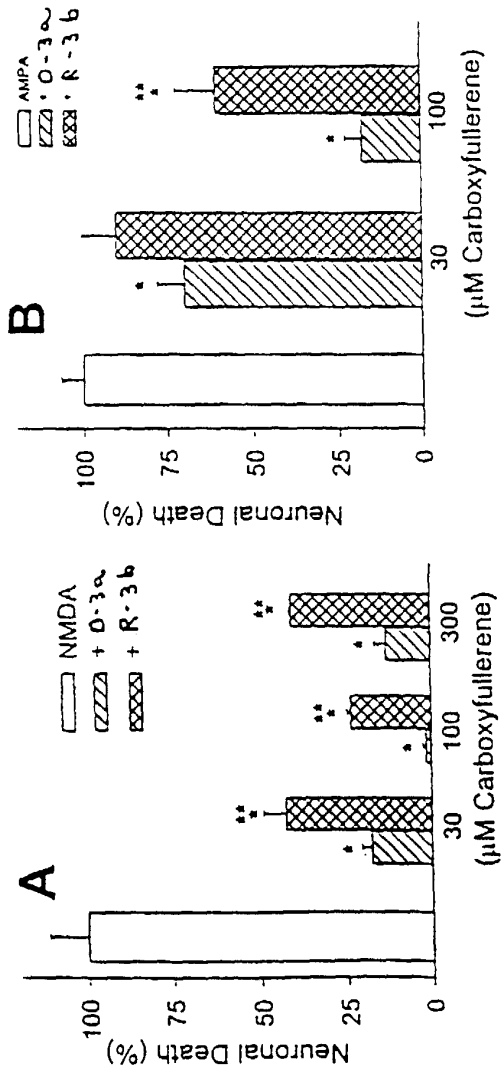 A
NMDA
+ D-3a
+ R-3b
Neuronal Death (%)
100
75
50
25
0
*
**
*
*
**
*
*
**
*
30
100
300
(µM Carboxyfullerene)
B
AMPA
+ D-3a
+ R-3b
Neuronal Death (%)
100
75
50
25
0
*
*
**
*
30
100
(µM Carboxyfullerene)